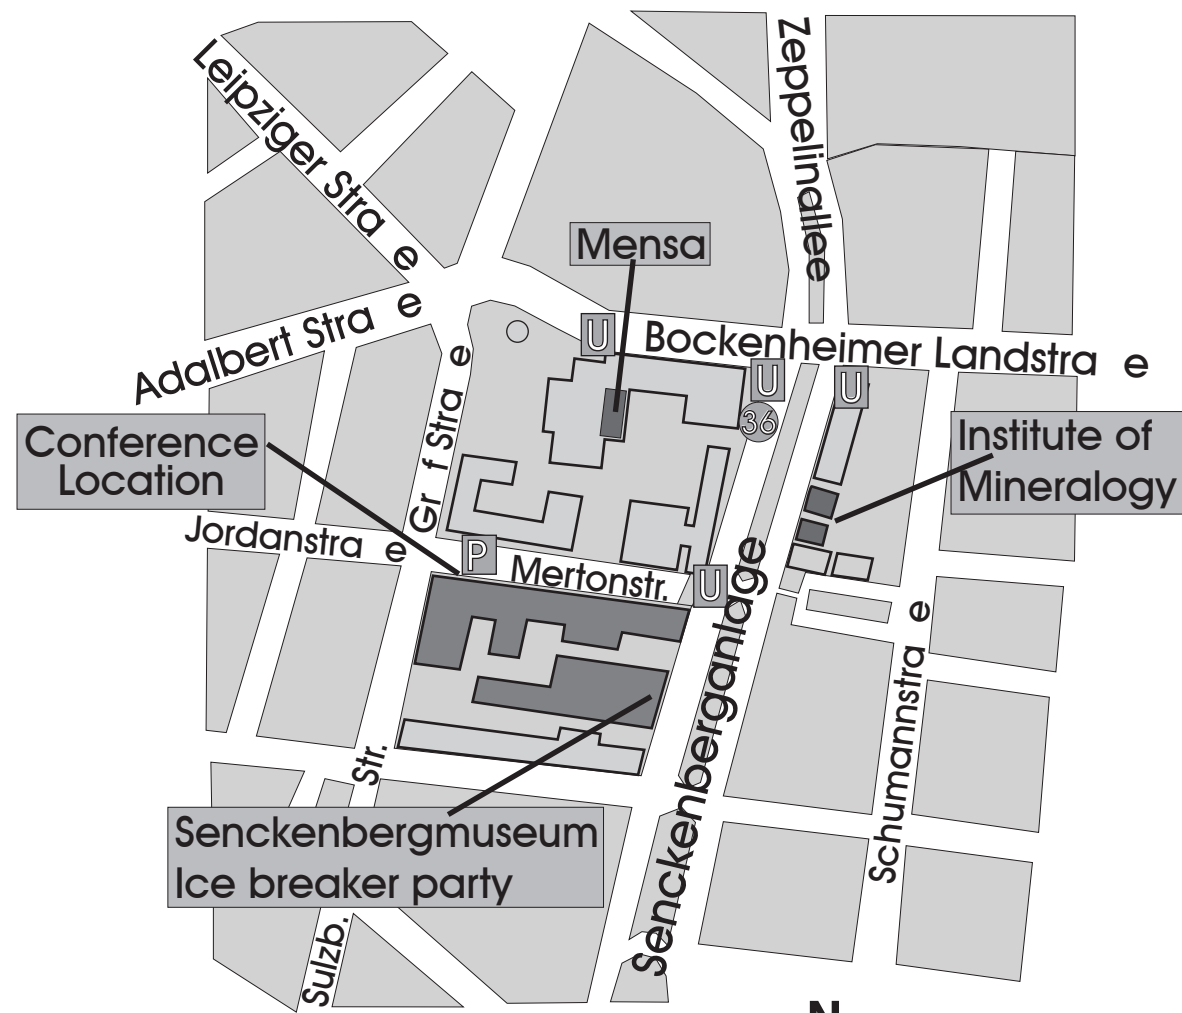 Zeppelinallee
Leipziger Stra e
Mensa
Adalbert Stra e
U
Bockenheimer Landstra e
U
U
36
Gr f Stra e
Conference
Location
Institute of
Mineralogy
Jordanstra e
P
Mertonstr.
U
Senckenberganlage
Schumannstra e
Str.
Senckenbergmuseum
Ice breaker party
Sulzb.
N